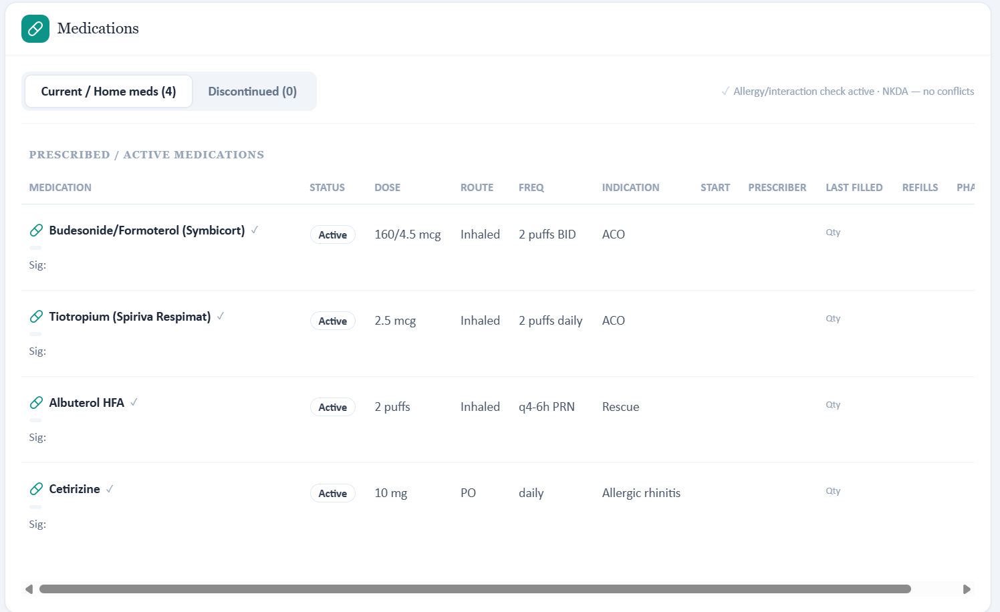 Medications
Current / Home meds (4) Discontinued (0) ✓ Allergy/interaction check active · NKDA — no conflicts
PRESCRIBED / ACTIVE MEDICATIONS
MEDICATION STATUS DOSE ROUTE FREQ INDICATION START PRESCRIBER LAST FILLED REFILLS PHA
Budesonide/Formoterol (Symbicort) ✓ Active 160/4.5 mcg Inhaled 2 puffs BID ACO Qty
Sig:
Tiotropium (Spiriva Respimat) ✓ Active 2.5 mcg Inhaled 2 puffs daily ACO Qty
Sig:
Albuterol HFA ✓ Active 2 puffs Inhaled q4-6h PRN Rescue Qty
Sig:
Cetirizine ✓ Active 10 mg PO daily Allergic rhinitis Qty
Sig: